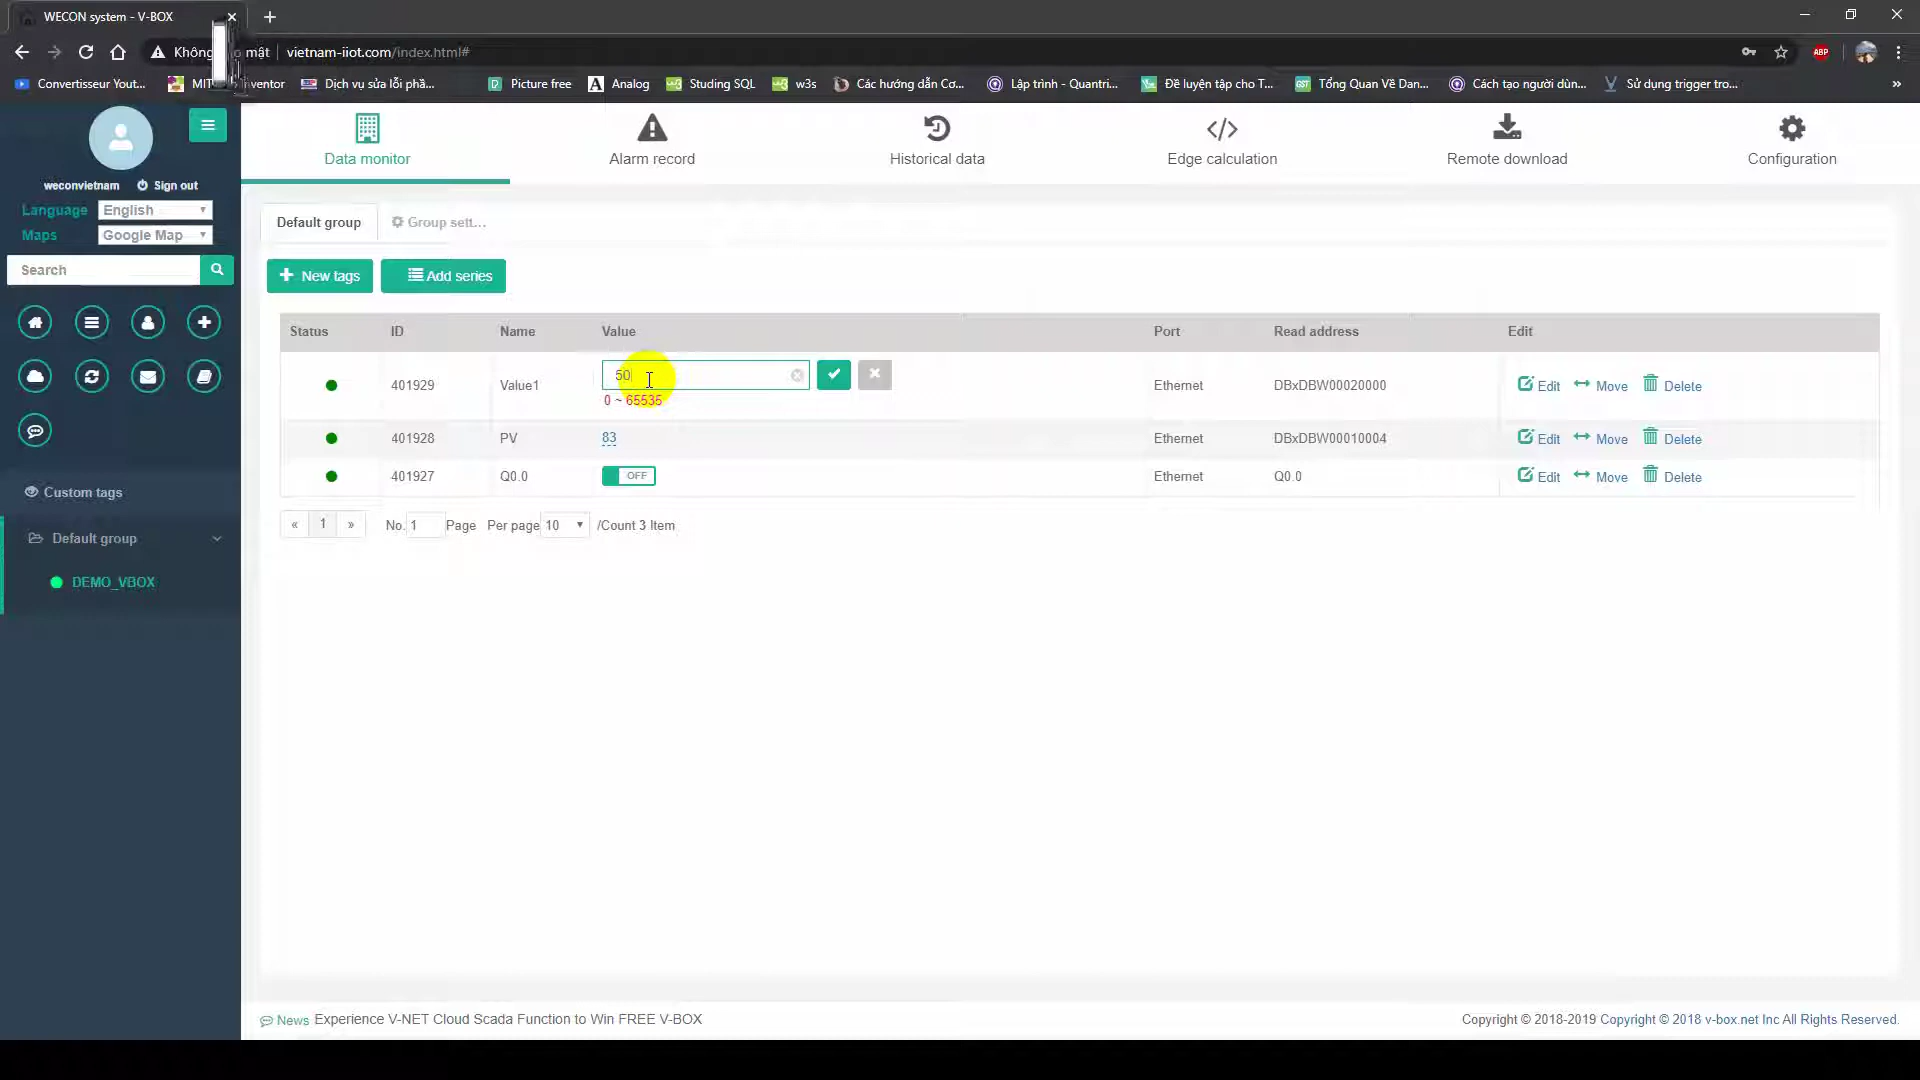 WECON system - V-BOX
vietnam-iiot.com/index.html#
Convertisseur Yout...
Dịch vụ sửa lỗi phầ...
Picture free
Analog
Studing SQL
w3s
Các hướng dẫn Cơ...
Lập trình - Quantri...
Đề luyện tập cho T...
Tổng Quan Về Dan...
Cách tạo người dùn...
Sử dụng trigger tro...
»
ABP
weconvietnam
Sign out
Language English
Maps Google Map
Search
Custom tags
Default group
DEMO_VBOX
Data monitor
Alarm record
Historical data
Edge calculation
Remote download
Configuration
Default group
Group sett...
New tags
Add series
Status ID Name Value Port Read address Edit
401929 Value1 50 Ethernet DBxDBW00020000 Edit Move Delete
0 ~ 65535
401928 PV 83 Ethernet DBxDBW00010004 Edit Move Delete
401927 Q0.0 OFF Ethernet Q0.0 Edit Move Delete
« 1 » No. 1 Page Per page 10 /Count 3 Item
News Experience V-NET Cloud Scada Function to Win FREE V-BOX
Copyright © 2018-2019 Copyright © 2018 v-box.net Inc All Rights Reserved.